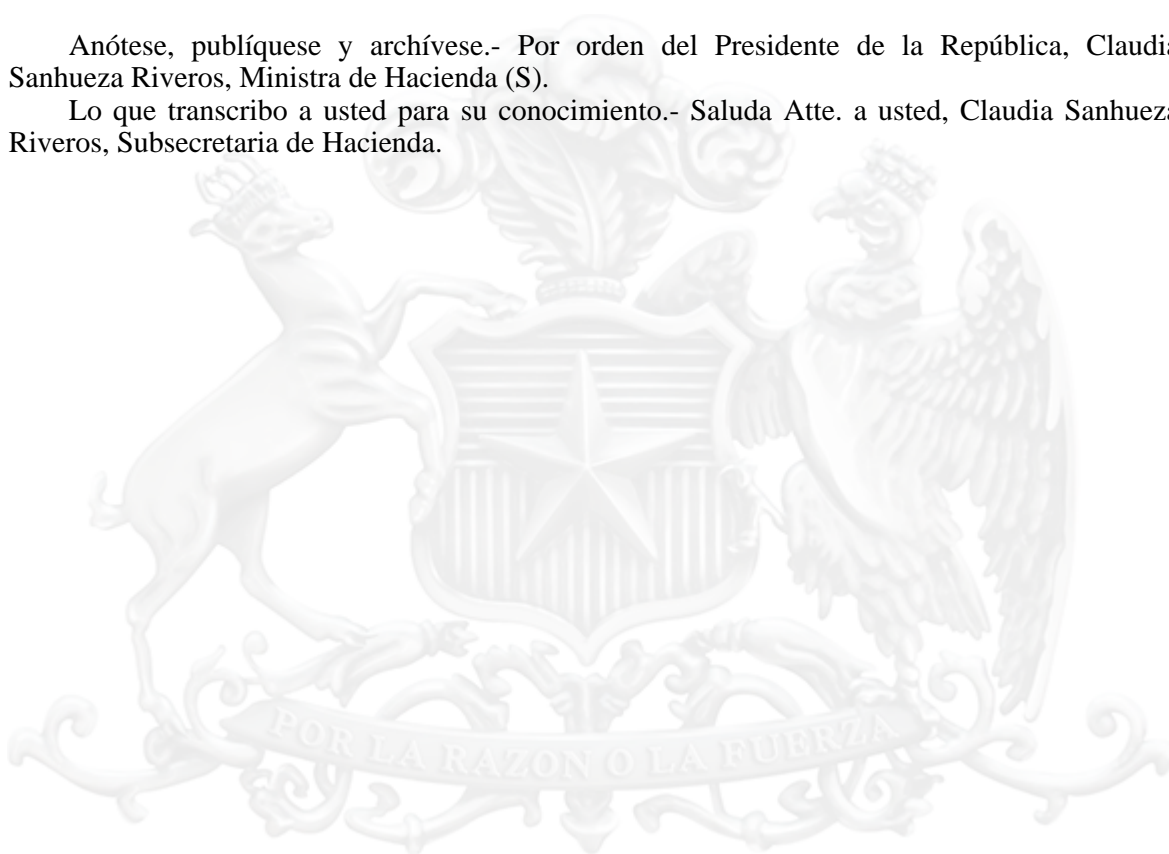 Anótese, publíquese y archívese.- Por orden del Presidente de la República, Claudia
Sanhueza Riveros, Ministra de Hacienda (S).
Lo que transcribo a usted para su conocimiento.- Saluda Atte. a usted, Claudia Sanhueza
Riveros, Subsecretaria de Hacienda.
POR LA RAZON O LA FUERZA